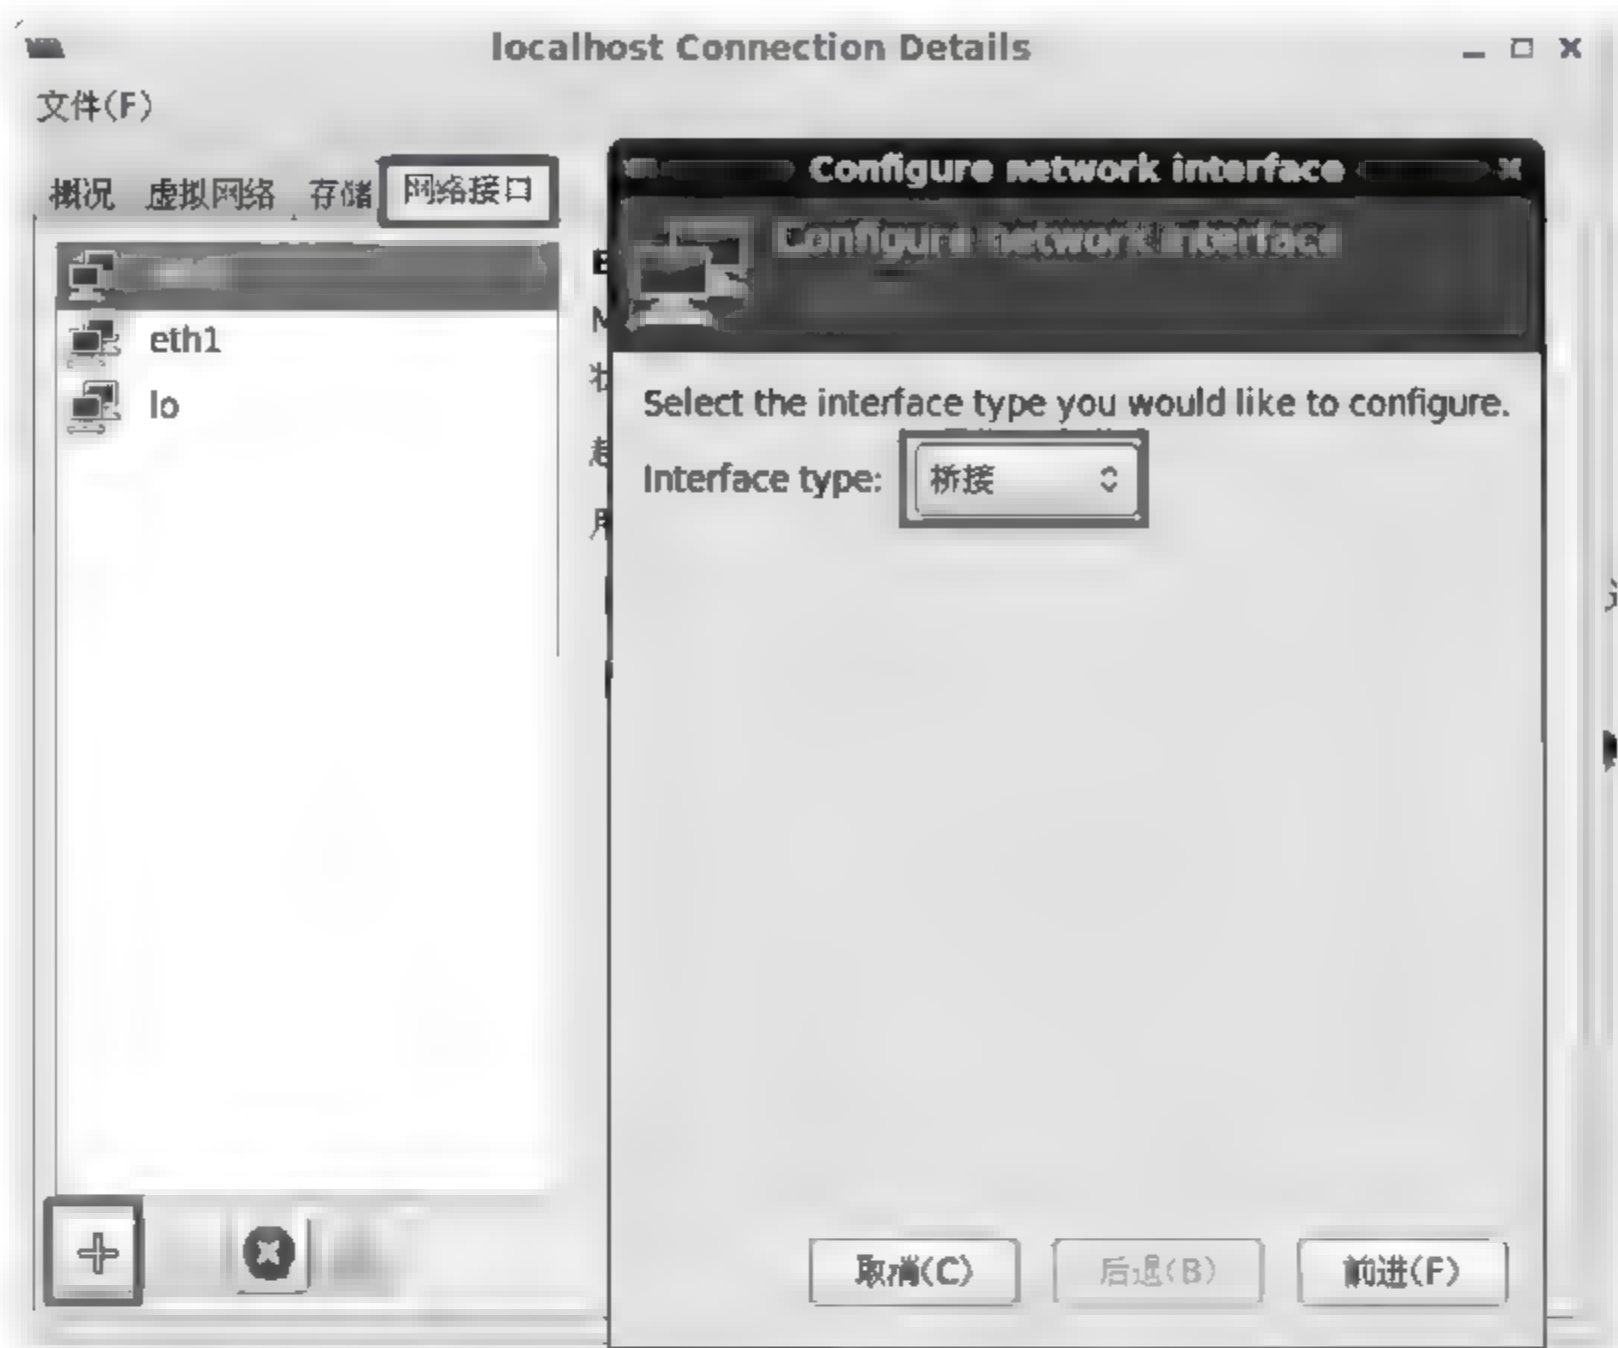 localhost Connection Details
文件(F)
概况 虚拟网络 存储 网络接口
eth1
lo
Configure network interface
Configure network interface
Select the interface type you would like to configure.
Interface type: 桥接
取消(C) 后退(B) 前进(F)